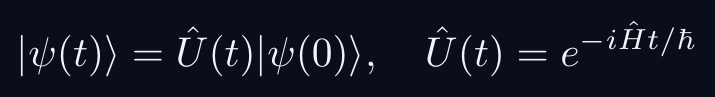 |ψ(t)⟩ = Û(t)|ψ(0)⟩,  Û(t) = e^{−iĤt/ℏ}